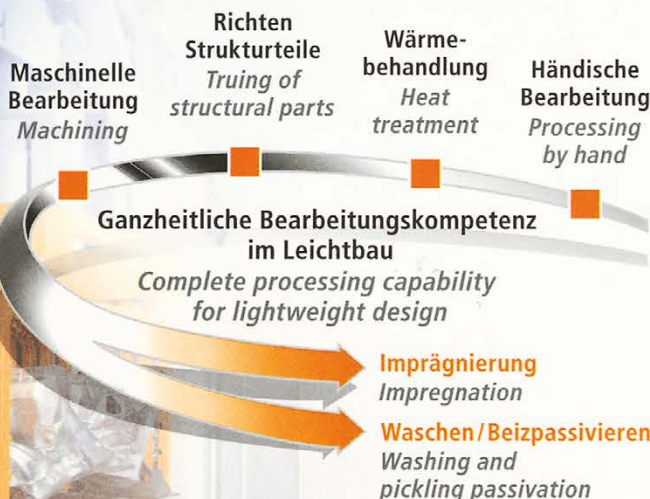 Maschinelle
Bearbeitung
Machining
Richten
Strukturteile
Truing of
structural parts
Wärme-
behandlung
Heat
treatment
Händische
Bearbeitung
Processing
by hand
Ganzheitliche Bearbeitungskompetenz
im Leichtbau
Complete processing capability
for lightweight design
Imprägnierung
Impregnation
Waschen/Beizpassivieren
Washing and
pickling passivation